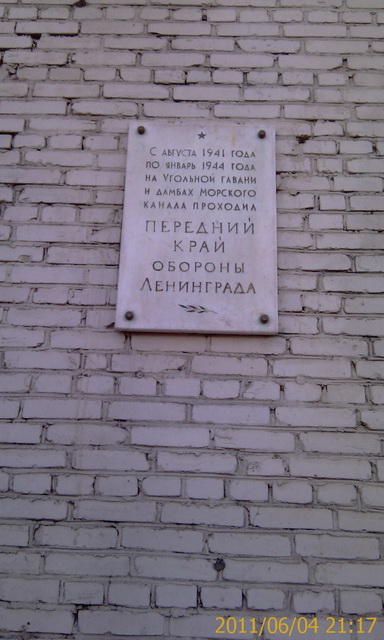 С АВГУСТА 1941 ГОДА
ПО ЯНВАРЬ 1944 ГОДА
НА УГОЛЬНОЙ ГАВАНИ
И ДАМБАХ МОРСКОГО
КАНАЛА ПРОХОДИЛ
ПЕРЕДНИЙ
КРАЙ
ОБОРОНЫ
ЛЕНИНГРАДА
2011/06/04 21:17